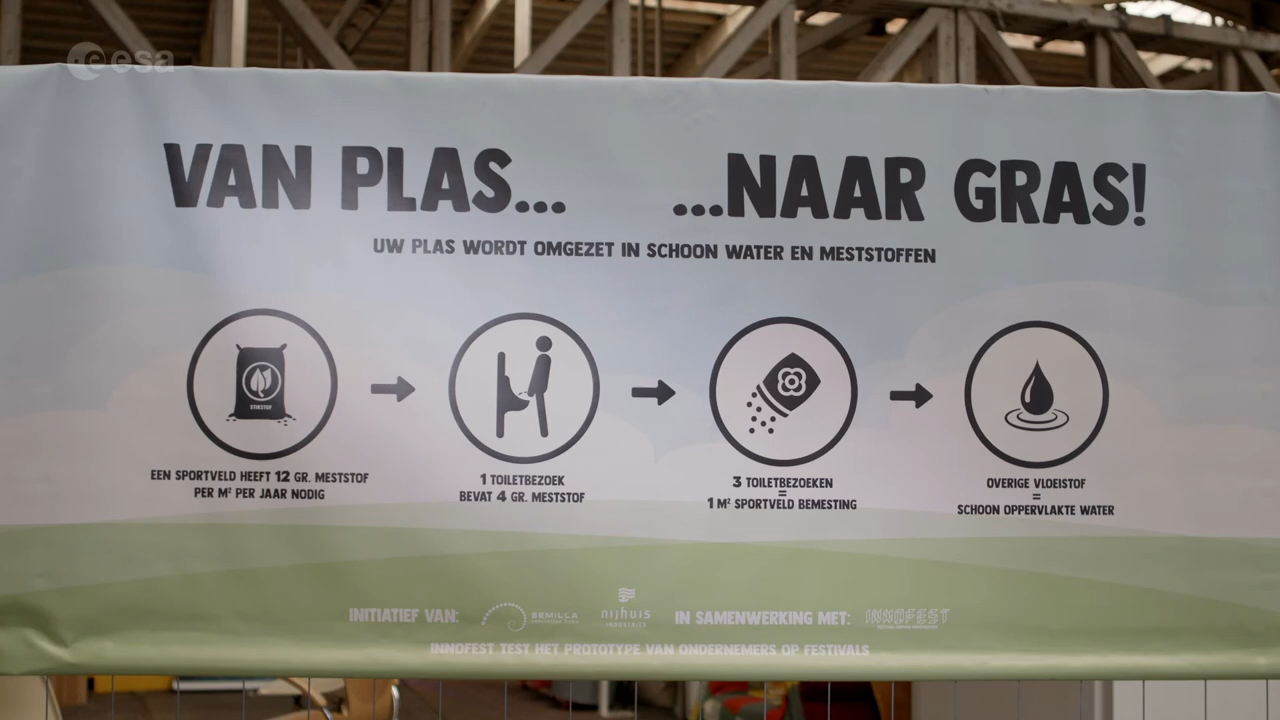 esa
VAN PLAS... ...NAAR GRAS!
UW PLAS WORDT OMGEZET IN SCHOON WATER EN MESTSTOFFEN
STIKSTOF
EEN SPORTVELD HEEFT 12 GR. MESTSTOF
PER M² PER JAAR NODIG
1 TOILETBEZOEK
BEVAT 4 GR. MESTSTOF
3 TOILETBEZOEKEN
=
1 M² SPORTVELD BEMESTING
OVERIGE VLOEISTOF
=
SCHOON OPPERVLAKTE WATER
INITIATIEF VAN: SEMILLA nijhuis INDUSTRIES IN SAMENWERKING MET: INNOFEST
INNOFEST TEST HET PROTOTYPE VAN ONDERNEMERS OP FESTIVALS